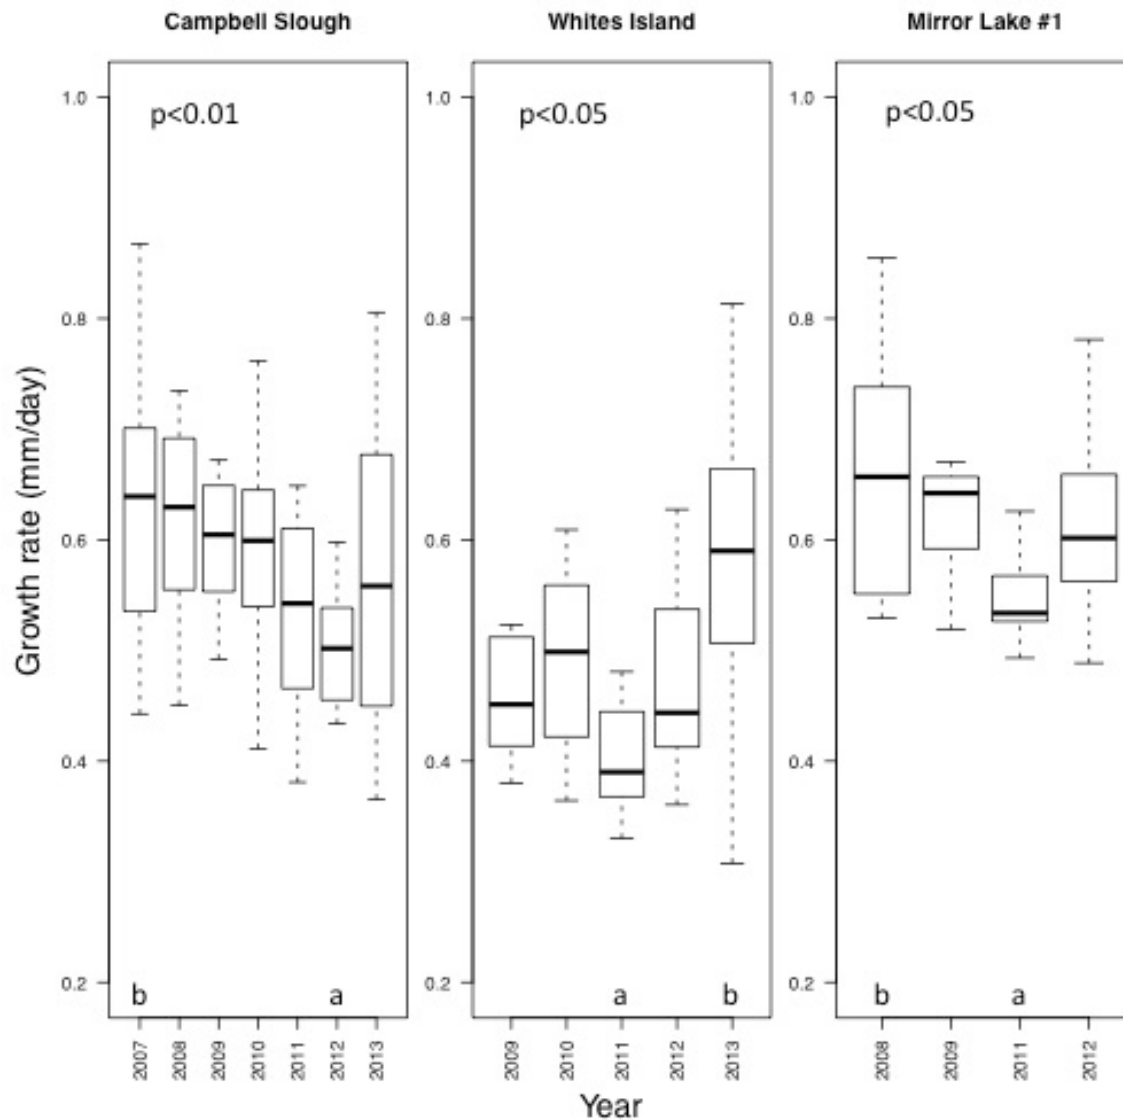 Campbell Slough
Whites Island
Mirror Lake #1
Growth rate (mm/day)
p<0.01
1.0
0.8
0.6
0.4
0.2
b
a
2007
2008
2009
2010
2011
2012
2013
p<0.05
1.0
0.8
0.6
0.4
0.2
a
b
2009
2010
2011
2012
2013
p<0.05
1.0
0.8
0.6
0.4
0.2
b
a
2008
2009
2011
2012
Year